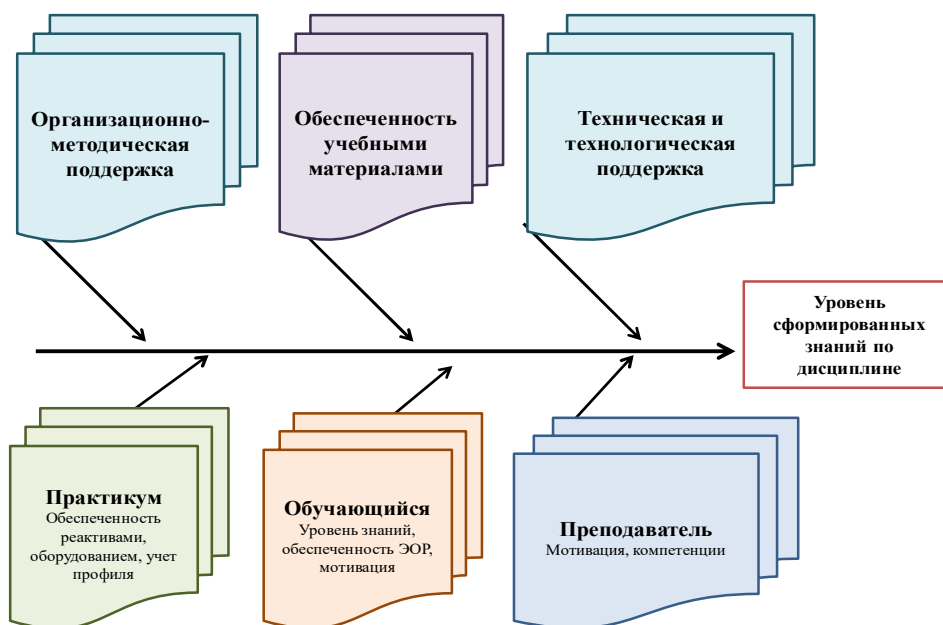 Организационно-
методическая
поддержка
Обеспеченность
учебными
материалами
Техническая и
технологическая
поддержка
Уровень
сформированных
знаний по
дисциплине
Практикум
Обеспеченность
реактивами,
оборудованием, учет
профиля
Обучающийся
Уровень знаний,
обеспеченность ЭОР,
мотивация
Преподаватель
Мотивация, компетенции